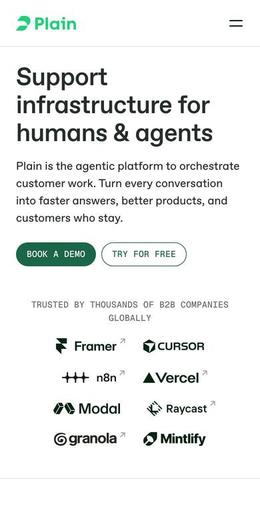 Plain
Support
infrastructure for
humans & agents
Plain is the agentic platform to orchestrate
customer work. Turn every conversation
into faster answers, better products, and
customers who stay.
BOOK A DEMO
TRY FOR FREE
TRUSTED BY THOUSANDS OF B2B COMPANIES
GLOBALLY
Framer
CURSOR
n8n
Vercel
Modal
Raycast
granola
Mintlify